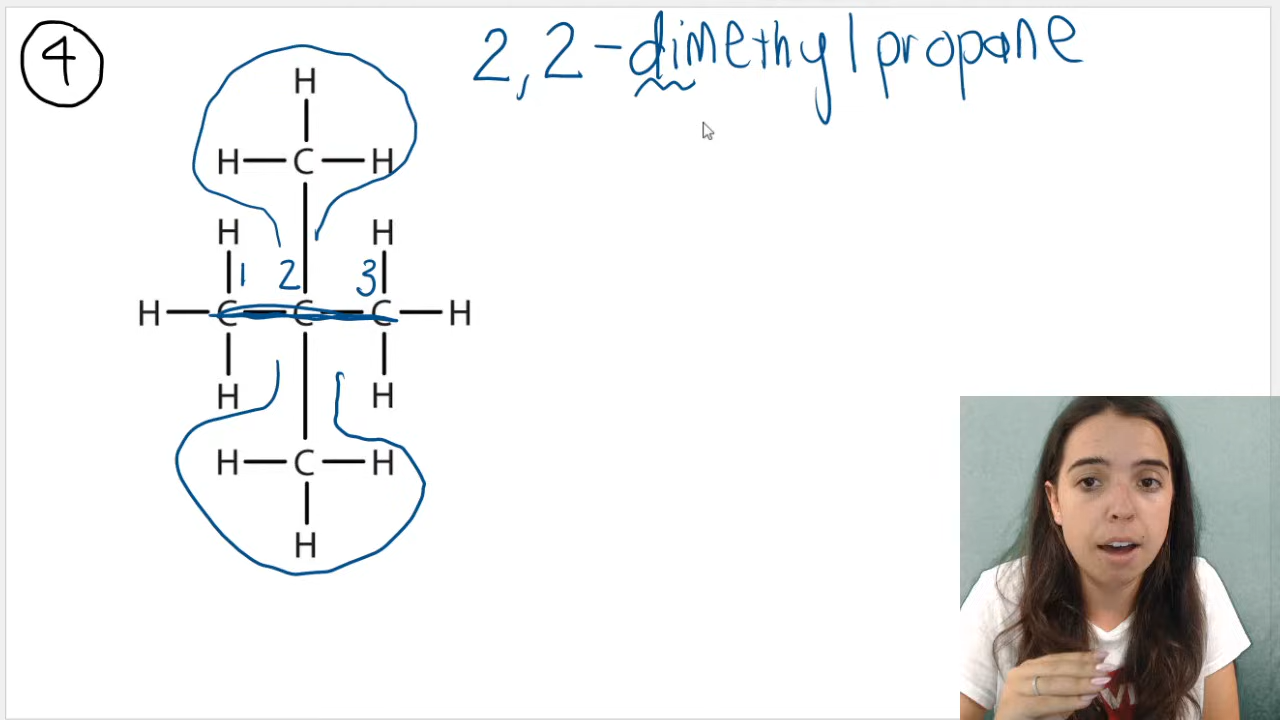 4
2,2-dimethylpropane
H
H C H
H H
1 2 3
H C C C H
H H
H C H
H